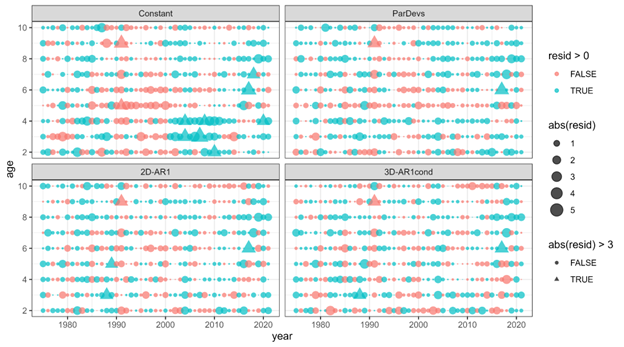 Constant
ParDevs
10
8
6
4
2
2D-AR1
3D-AR1cond
10
8
6
4
2
1980
1990
2000
2010
2020
1980
1990
2000
2010
2020
age
year
resid > 0
FALSE
TRUE
abs(resid)
1
2
3
4
5
abs(resid) > 3
FALSE
TRUE